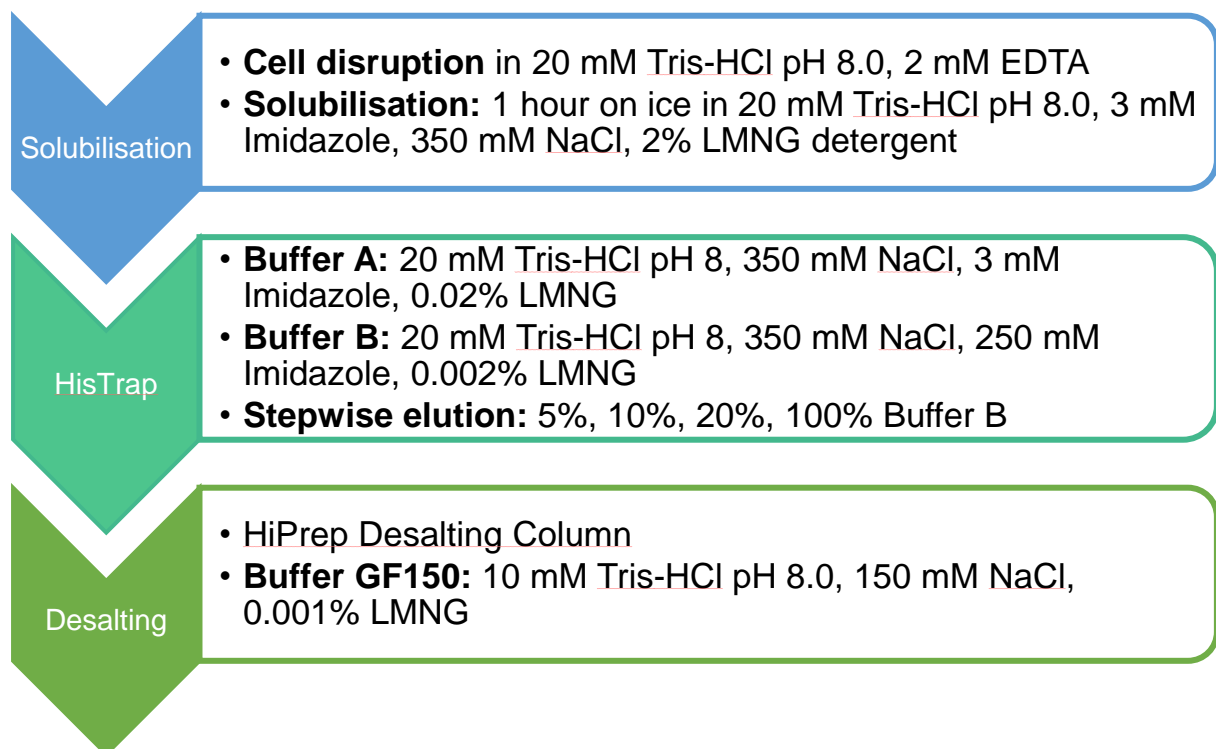 Solubilisation
• Cell disruption in 20 mM Tris-HCl pH 8.0, 2 mM EDTA
• Solubilisation: 1 hour on ice in 20 mM Tris-HCl pH 8.0, 3 mM
Imidazole, 350 mM NaCl, 2% LMNG detergent
HisTrap
• Buffer A: 20 mM Tris-HCl pH 8, 350 mM NaCl, 3 mM
Imidazole, 0.02% LMNG
• Buffer B: 20 mM Tris-HCl pH 8, 350 mM NaCl, 250 mM
Imidazole, 0.002% LMNG
• Stepwise elution: 5%, 10%, 20%, 100% Buffer B
Desalting
• HiPrep Desalting Column
• Buffer GF150: 10 mM Tris-HCl pH 8.0, 150 mM NaCl,
0.001% LMNG